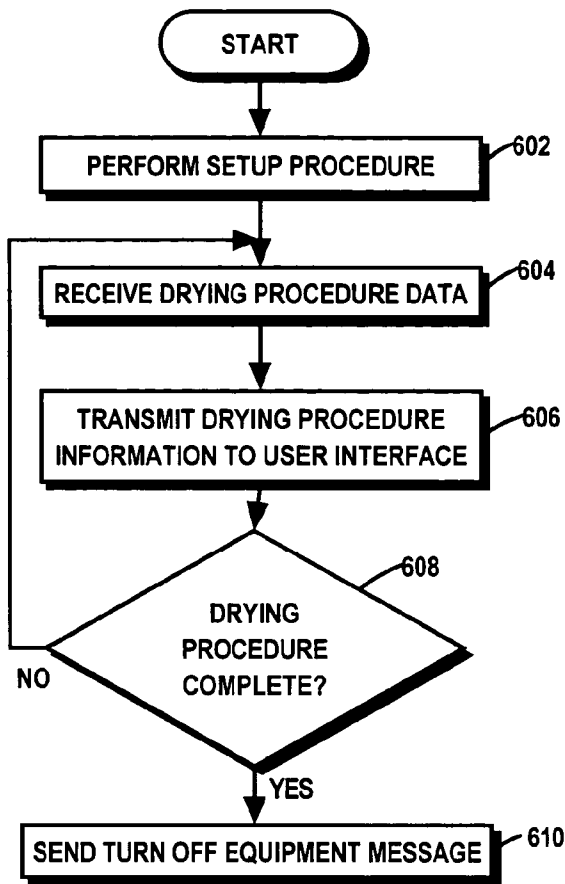 START
PERFORM SETUP PROCEDURE
602
RECEIVE DRYING PROCEDURE DATA
604
TRANSMIT DRYING PROCEDURE
INFORMATION TO USER INTERFACE
606
608
DRYING
PROCEDURE
COMPLETE?
NO
YES
SEND TURN OFF EQUIPMENT MESSAGE
610